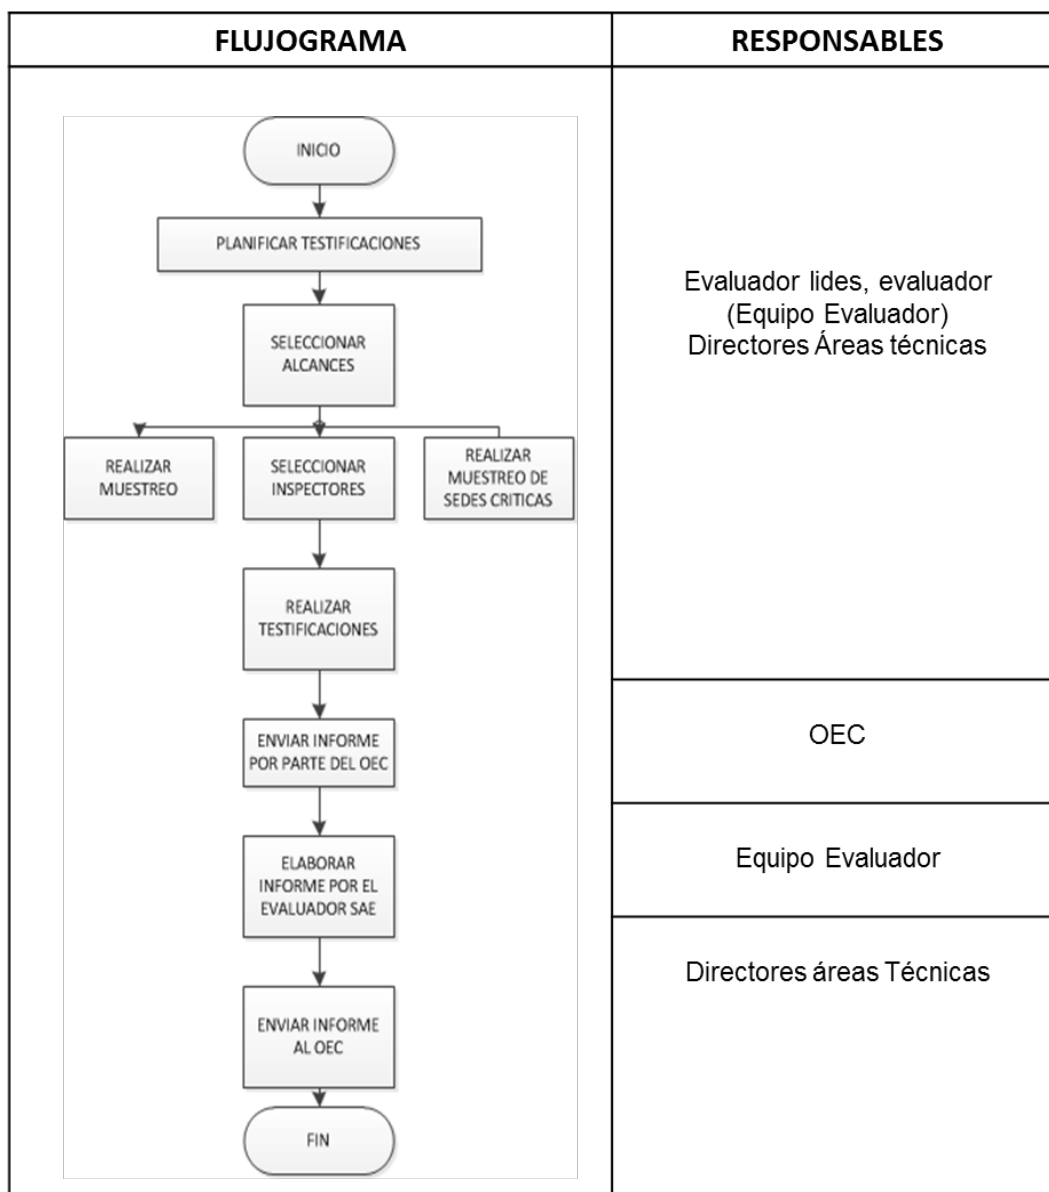 FLUJOGRAMA
RESPONSABLES
INICIO
PLANIFICAR TESTIFICACIONES
SELECCIONAR
ALCANCES
REALIZAR
MUESTREO
SELECCIONAR
INSPECTORES
REALIZAR
MUESTREO DE
SEDES CRITICAS
REALIZAR
TESTIFICACIONES
ENVIAR INFORME
POR PARTE DEL OEC
ELABORAR
INFORME POR EL
EVALUADOR SAE
ENVIAR INFORME
AL OEC
FIN
Evaluador lides, evaluador
(Equipo Evaluador)
Directores Áreas técnicas
OEC
Equipo Evaluador
Directores áreas Técnicas